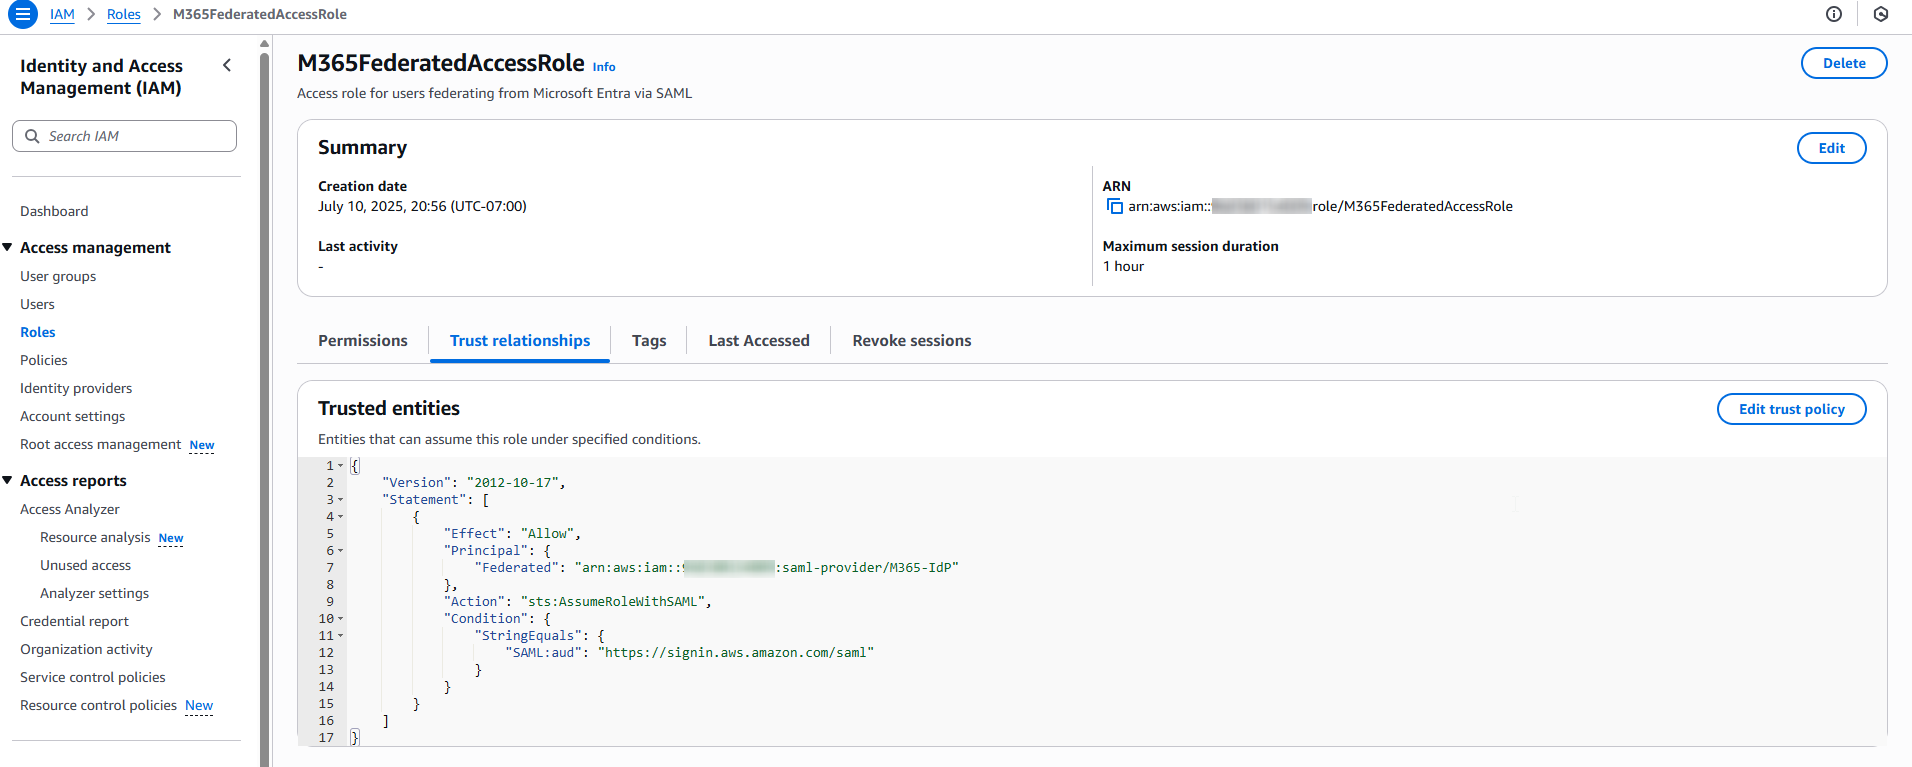 IAM > Roles > M365FederatedAccessRole
Identity and Access
Management (IAM)
Search IAM
Dashboard
Access management
User groups
Users
Roles
Policies
Identity providers
Account settings
Root access management New
Access reports
Access Analyzer
Resource analysis New
Unused access
Analyzer settings
Credential report
Organization activity
Service control policies
Resource control policies New
M365FederatedAccessRole Info
Delete
Access role for users federating from Microsoft Entra via SAML
Summary
Edit
Creation date
July 10, 2025, 20:56 (UTC-07:00)
Last activity
-
ARN
arn:aws:iam:: role/M365FederatedAccessRole
Maximum session duration
1 hour
Permissions
Trust relationships
Tags
Last Accessed
Revoke sessions
Trusted entities
Edit trust policy
Entities that can assume this role under specified conditions.
1 {
2 "Version": "2012-10-17",
3 "Statement": [
4 {
5 "Effect": "Allow",
6 "Principal": {
7 "Federated": "arn:aws:iam:: :saml-provider/M365-IdP"
8 },
9 "Action": "sts:AssumeRoleWithSAML",
10 "Condition": {
11 "StringEquals": {
12 "SAML:aud": "https://signin.aws.amazon.com/saml"
13 }
14 }
15 }
16 ]
17 }